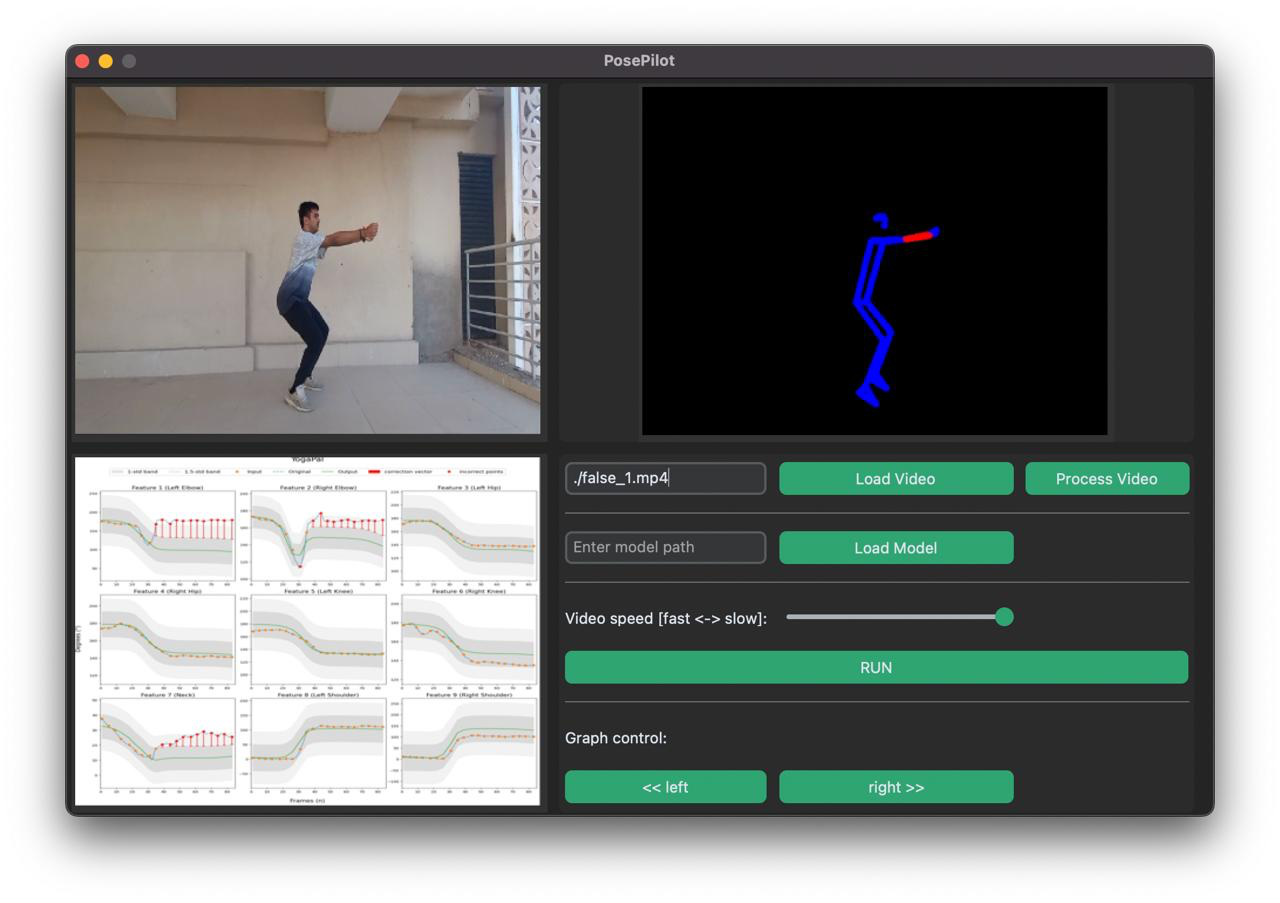 PosePilot
YogaPal
1-std band 1.5-std band Input Original Output correction vector incorrect points
Feature 1 (Left Elbow) Feature 2 (Right Elbow) Feature 3 (Left Hip)
Feature 4 (Right Hip) Feature 5 (Left Knee) Feature 6 (Right Knee)
Degrees (°)
Feature 7 (Neck) Feature 8 (Left Shoulder) Feature 9 (Right Shoulder)
Frames (n)
./false_1.mp4 Load Video Process Video
Enter model path Load Model
Video speed [fast <-> slow]:
RUN
Graph control:
<< left right >>